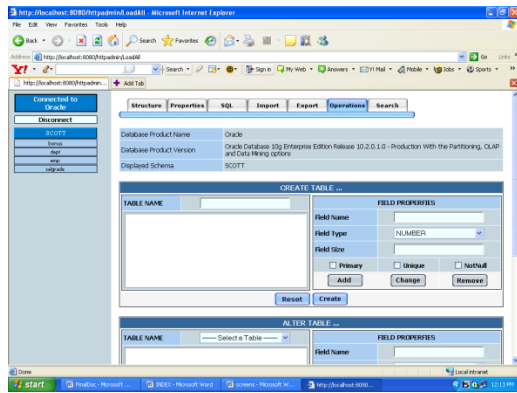 http://localhost:8080/httpadmin/LoadAll - Microsoft Internet Explorer
File Edit View Favorites Tools Help
Back Search Favorites
Address http://localhost:8080/httpadmin/LoadAll Go Links
Y! Search Sign In My Web Answers Y! Mail Mobile Jobs Sports
http://localhost:8080/httpadmin... Add Tab
Connected to
Oracle
Disconnect
SCOTT
bonus
dept
emp
salgrade
Structure Properties SQL Import Export Operations Search
Database Product Name Oracle
Database Product Version Oracle Database 10g Enterprise Edition Release 10.2.0.1.0 - Production With the Partitioning, OLAP
and Data Mining options
Displayed Schema SCOTT
CREATE TABLE ...
TABLE NAME FIELD PROPERTIES
Field Name
Field Type NUMBER
Field Size
Primary Unique NotNull
Add Change Remove
Reset Create
ALTER TABLE ...
TABLE NAME ----- Select a Table ----- FIELD PROPERTIES
Field Name
Done Local intranet
start FinalDoc - Microsoft ... INDEX - Microsoft Word screens - Microsoft W... http://localhost:8080... 12:13 PM